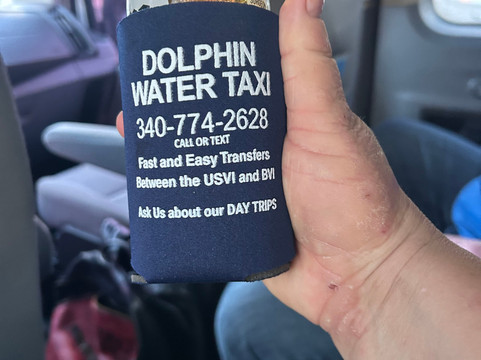 DOLPHIN
WATER TAXI
340-774-2628
CALL OR TEXT
Fast and Easy Transfers
Between the USVI and BVI
Ask Us about our DAY TRIPS